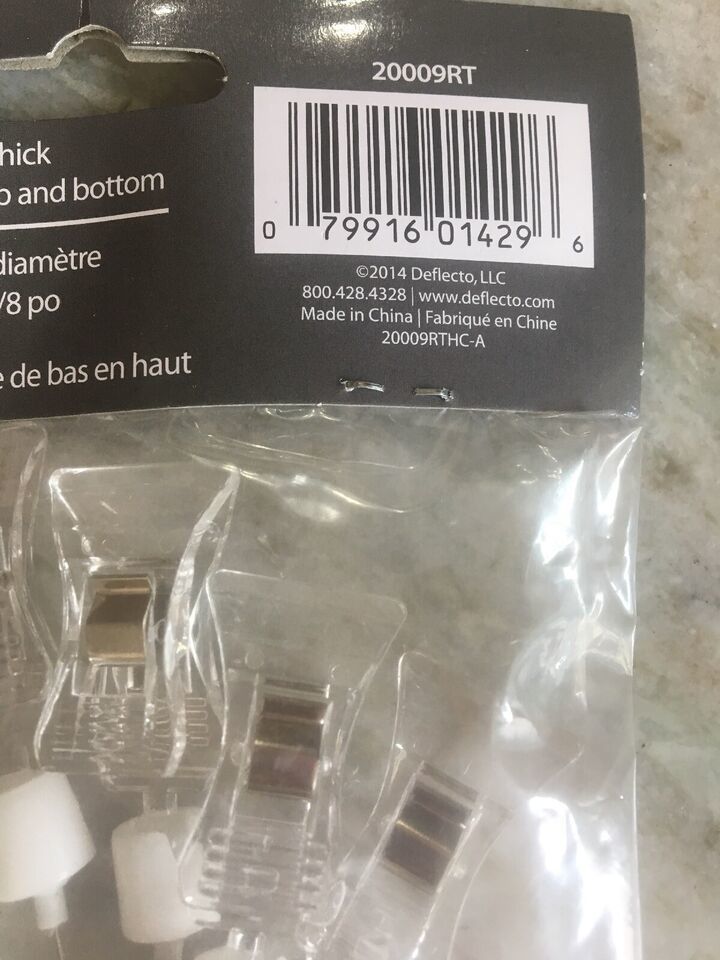 20009RT
0 79916 01429 6
©2014 Deflecto, LLC
800.428.4328 | www.deflecto.com
Made in China | Fabriqué en Chine
20009RTHC-A
hick
and bottom
diamètre
/8 po
de bas en haut